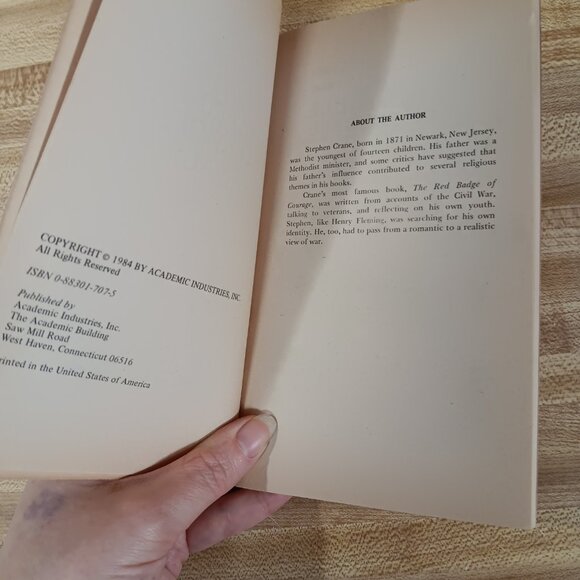 COPYRIGHT © 1984 BY ACADEMIC INDUSTRIES, INC.
All Rights Reserved
ISBN 0-88301-707-5
Published by
Academic Industries, Inc.
The Academic Building
Saw Mill Road
West Haven, Connecticut 06516
rinted in the United States of America
ABOUT THE AUTHOR
Stephen Crane, born in 1871 in Newark, New Jersey,
was the youngest of fourteen children. His father was a
Methodist minister, and some critics have suggested that
his father's influence contributed to several religious
themes in his books.
Crane's most famous book, The Red Badge of
Courage, was written from accounts of the Civil War,
talking to veterans, and reflecting on his own youth.
Stephen, like Henry Fleming, was searching for his own
identity. He, too, had to pass from a romantic to a realistic
view of war.